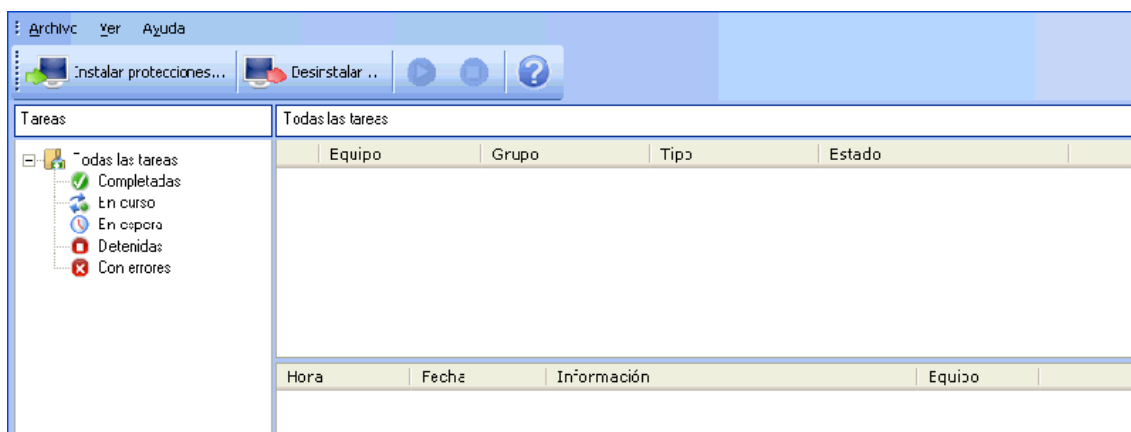 Archivo Ver Ayuda
Instalar protecciones... Desinstalar ...
Tareas Todas las tareas
Todas las tareas
Completadas
En curso
En espera
Detenidas
Con errores
Equipo Grupo Tipo Estado
Hora Fecha Información Equipo